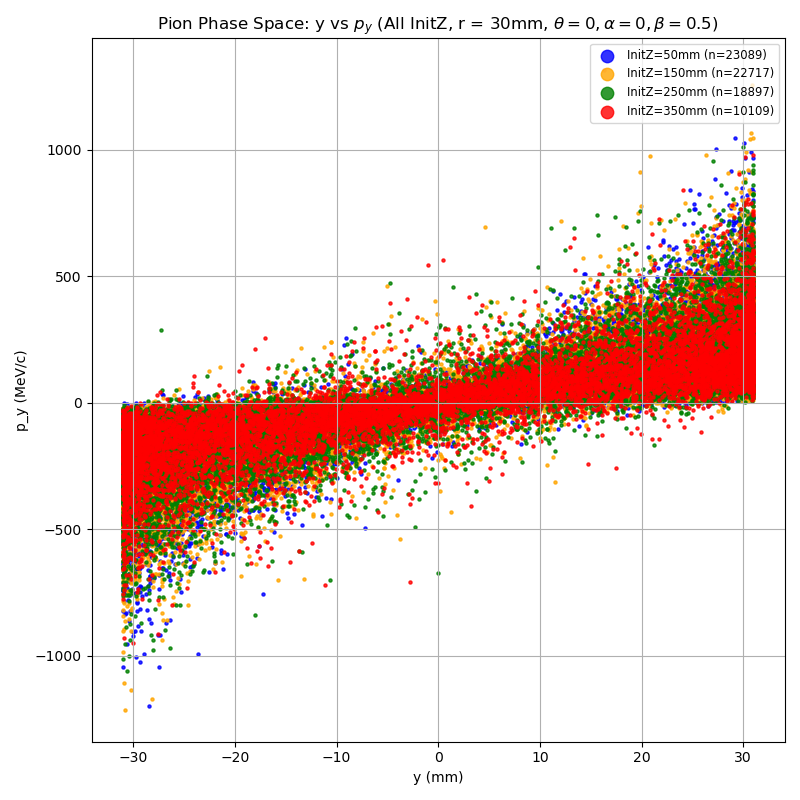 Pion Phase Space: y vs p_y (All InitZ, r = 30mm, θ = 0, α = 0, β = 0.5)
InitZ=50mm (n=23089)
InitZ=150mm (n=22717)
InitZ=250mm (n=18897)
InitZ=350mm (n=10109)
1000
500
0
−500
−1000
p_y (MeV/c)
−30 −20 −10 0 10 20 30
y (mm)